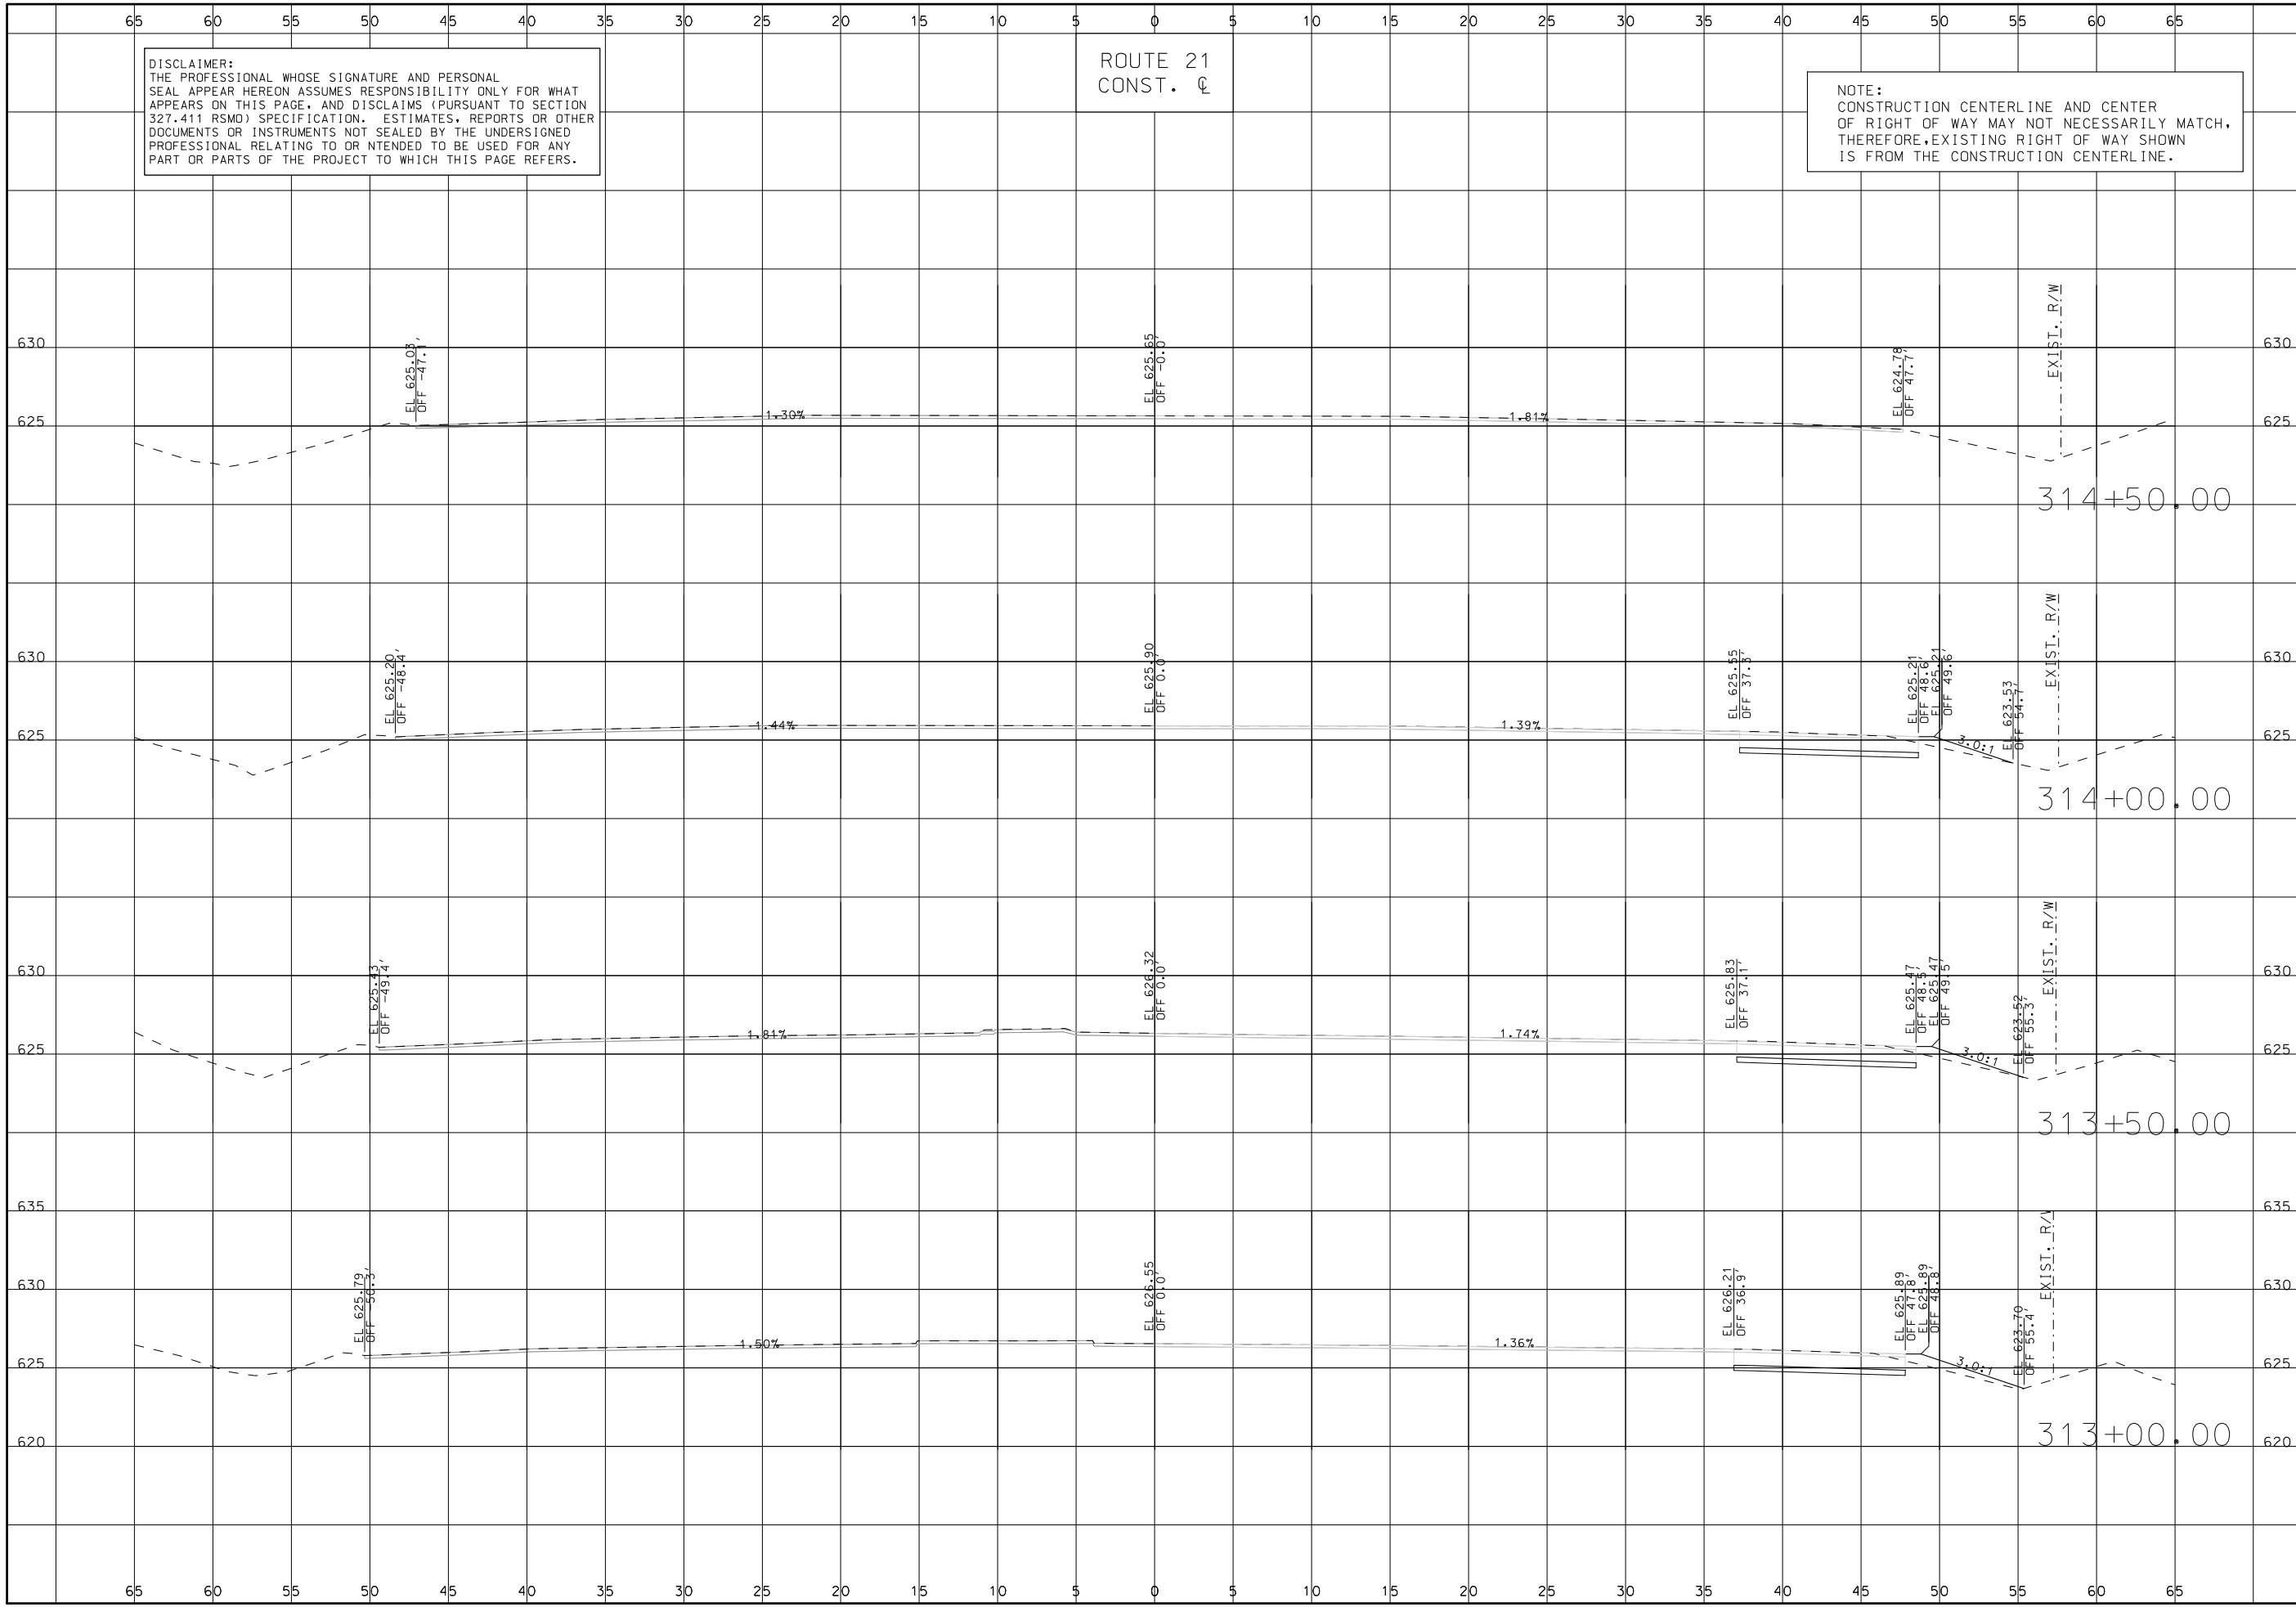 65 60 55 50 45 40 35 30 25 20 15 10 5 0 5 10 15 20 25 30 35 40 45 50 55 60 65
DISCLAIMER:
THE PROFESSIONAL WHOSE SIGNATURE AND PERSONAL
SEAL APPEAR HEREON ASSUMES RESPONSIBILITY ONLY FOR WHAT
APPEARS ON THIS PAGE, AND DISCLAIMS (PURSUANT TO SECTION
327.411 RSMO) SPECIFICATION. ESTIMATES, REPORTS OR OTHER
DOCUMENTS OR INSTRUMENTS NOT SEALED BY THE UNDERSIGNED
PROFESSIONAL RELATING TO OR NTENDED TO BE USED FOR ANY
PART OR PARTS OF THE PROJECT TO WHICH THIS PAGE REFERS.
ROUTE 21
CONST. ℄
NOTE:
CONSTRUCTION CENTERLINE AND CENTER
OF RIGHT OF WAY MAY NOT NECESSARILY MATCH,
THEREFORE,EXISTING RIGHT OF WAY SHOWN
IS FROM THE CONSTRUCTION CENTERLINE.
630 630
EL 625.03
OFF -47.1'
EL 625.65
OFF -0.0'
EL 624.78
OFF 47.7'
EXIST. R/W
625 1.30% 1.81% 625
314+50.00
630 630
EL 625.20
OFF -48.4'
EL 625.90
OFF 0.0'
EL 625.55
OFF 37.3'
EL 625.21
OFF 48.6'
EL 625.21
OFF 49.6'
EL 623.53
OFF 54.7'
EXIST. R/W
625 1.44% 1.39% 3.0:1 625
314+00.00
630 630
EL 625.43
OFF -49.4'
EL 626.32
OFF 0.0'
EL 625.83
OFF 37.1'
EL 625.47
OFF 48.5'
EL 625.47
OFF 49.5'
EL 623.52
OFF 55.3'
EXIST. R/W
625 1.81% 1.74% 3.0:1 625
313+50.00
635 635
630 630
EL 625.79
OFF -50.3'
EL 626.55
OFF 0.0'
EL 626.21
OFF 36.9'
EL 625.89
OFF 47.8'
EL 625.89
OFF 48.8'
EL 623.70
OFF 55.4'
EXIST. R/W
1.50% 1.36%
625 3.0:1 625
313+00.00
620 620
65 60 55 50 45 40 35 30 25 20 15 10 5 0 5 10 15 20 25 30 35 40 45 50 55 60 65